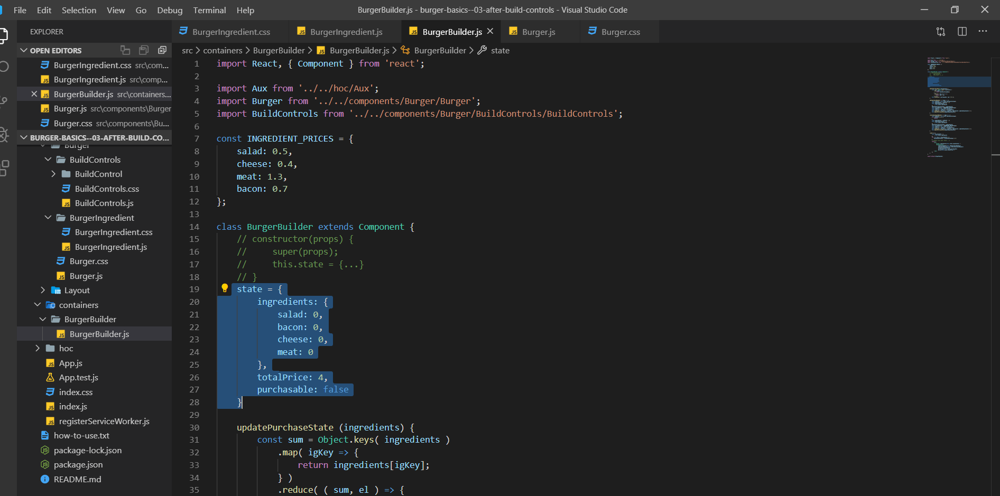 File Edit Selection View Go Debug Terminal Help
BurgerBuilder.js - burger-basics--03-after-build-controls - Visual Studio Code
EXPLORER
OPEN EDITORS
BurgerIngredient.css src\com...
BurgerIngredient.js src\comp...
BurgerBuilder.js src\containers...
Burger.js src\components\Burger
Burger.css src\components\Bu...
BURGER-BASICS--03-AFTER-BUILD-CO...
Burger
BuildControls
BuildControl
BuildControls.css
BuildControls.js
BurgerIngredient
BurgerIngredient.css
BurgerIngredient.js
Burger.css
Burger.js
Layout
containers
BurgerBuilder
BurgerBuilder.js
hoc
App.js
App.test.js
index.css
index.js
registerServiceWorker.js
how-to-use.txt
package-lock.json
package.json
README.md
BurgerIngredient.css BurgerIngredient.js BurgerBuilder.js Burger.js Burger.css
src > containers > BurgerBuilder > BurgerBuilder.js > BurgerBuilder > state
1 import React, { Component } from 'react';
2
3 import Aux from '../../hoc/Aux';
4 import Burger from '../../components/Burger/Burger';
5 import BuildControls from '../../components/Burger/BuildControls/BuildControls';
6
7 const INGREDIENT_PRICES = {
8 salad: 0.5,
9 cheese: 0.4,
10 meat: 1.3,
11 bacon: 0.7
12 };
13
14 class BurgerBuilder extends Component {
15 // constructor(props) {
16 // super(props);
17 // this.state = {...}
18 // }
19 state = {
20 ingredients: {
21 salad: 0,
22 bacon: 0,
23 cheese: 0,
24 meat: 0
25 },
26 totalPrice: 4,
27 purchasable: false
28 }
29
30 updatePurchaseState (ingredients) {
31 const sum = Object.keys( ingredients )
32 .map( igKey => {
33 return ingredients[igKey];
34 } )
35 .reduce( ( sum, el ) => {